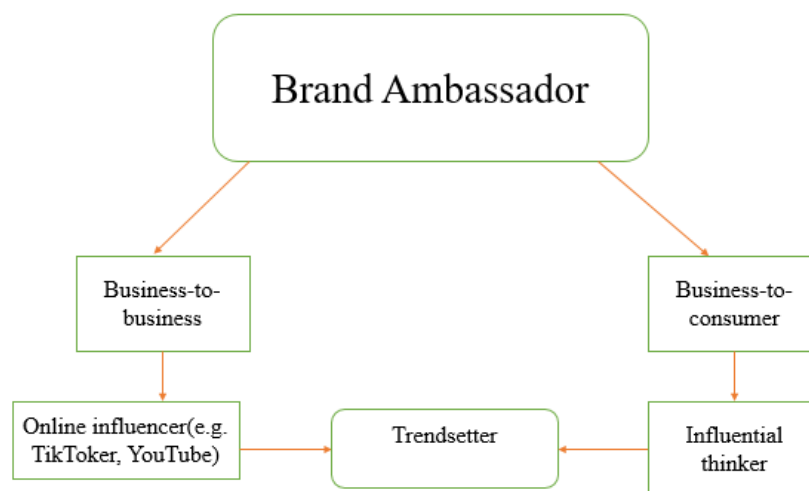 Brand Ambassador
Business-to-
business
Business-to-
consumer
Online influencer(e.g.
TikToker, YouTube)
Trendsetter
Influential
thinker